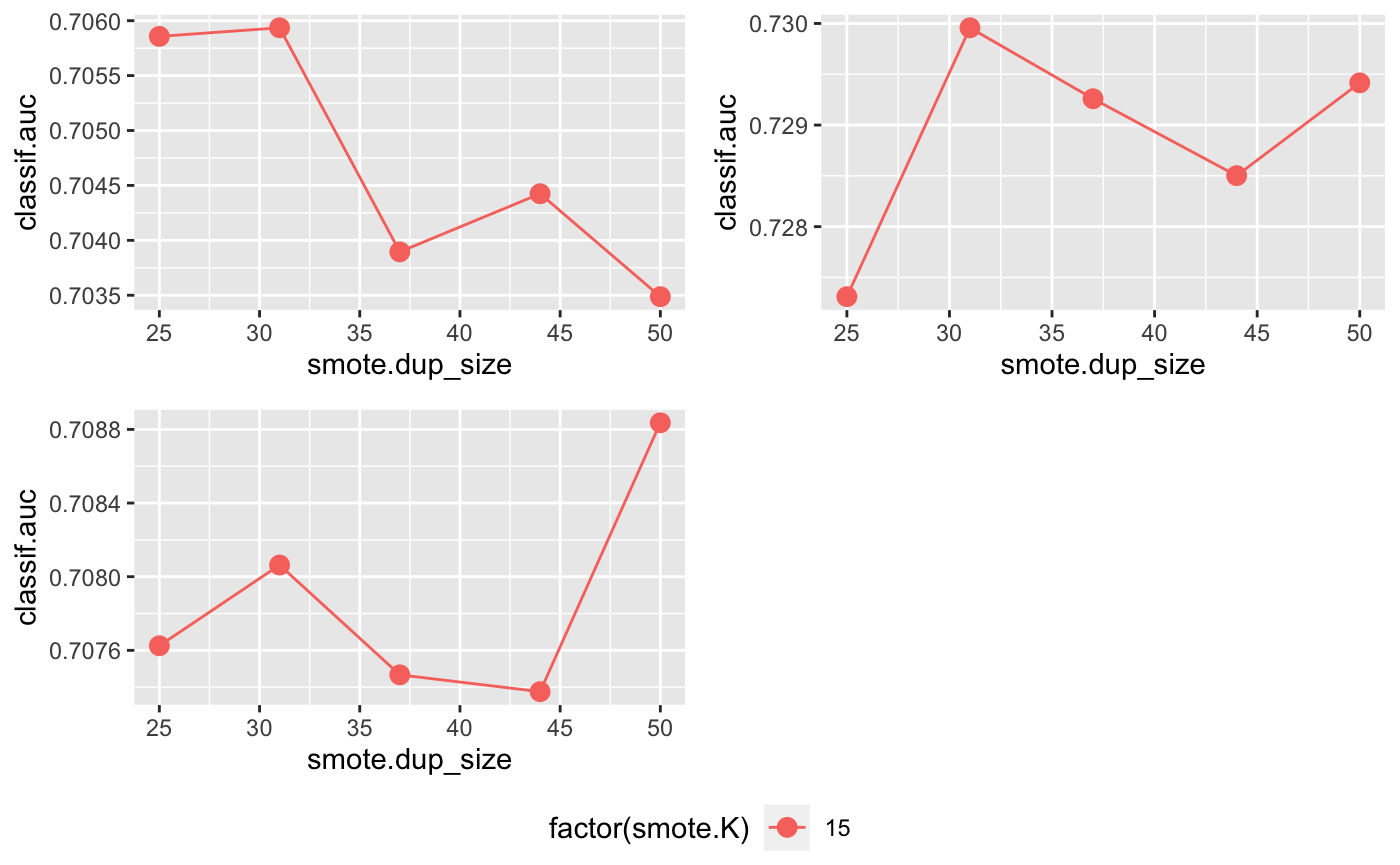 classif.auc
0.7060
0.7055
0.7050
0.7045
0.7040
0.7035
25 30 35 40 45 50
smote.dup_size
classif.auc
0.730
0.729
0.728
25 30 35 40 45 50
smote.dup_size
classif.auc
0.7088
0.7084
0.7080
0.7076
25 30 35 40 45 50
smote.dup_size
factor(smote.K) 15